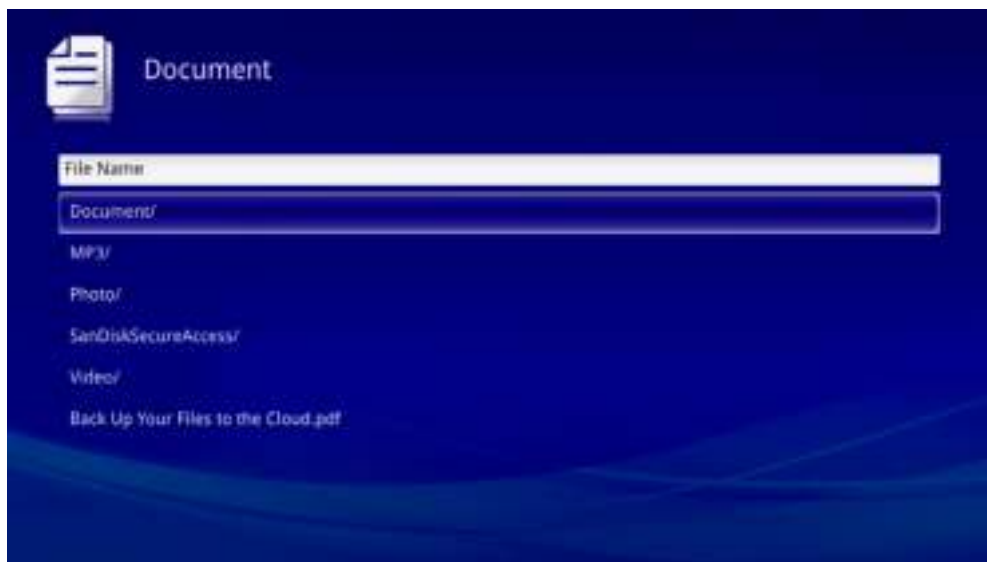 Document
File Name
Document/
MP3/
Photo/
SanDiskSecureAccess/
Video/
Back Up Your Files to the Cloud.pdf